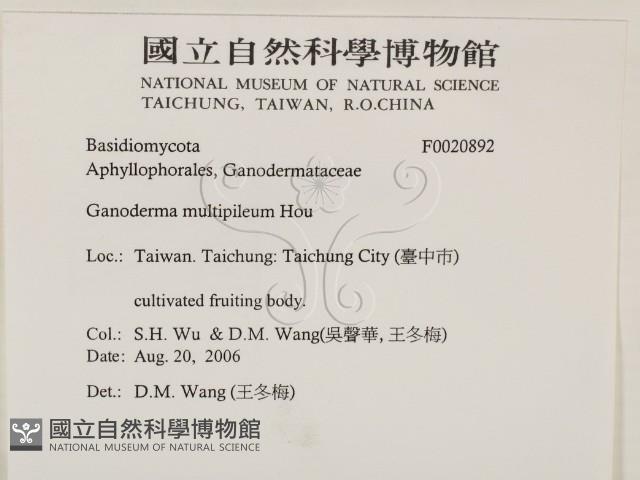 國立自然科學博物館
NATIONAL MUSEUM OF NATURAL SCIENCE
TAICHUNG, TAIWAN, R.O.CHINA
Basidiomycota F0020892
Aphyllophorales, Ganodermataceae
Ganoderma multipileum Hou
Loc.: Taiwan. Taichung: Taichung City (臺中市)
cultivated fruiting body.
Col.: S.H. Wu & D.M. Wang(吳聲華, 王冬梅)
Date: Aug. 20, 2006
Det.: D.M. Wang (王冬梅)
國立自然科學博物館
NATIONAL MUSEUM OF NATURAL SCIENCE